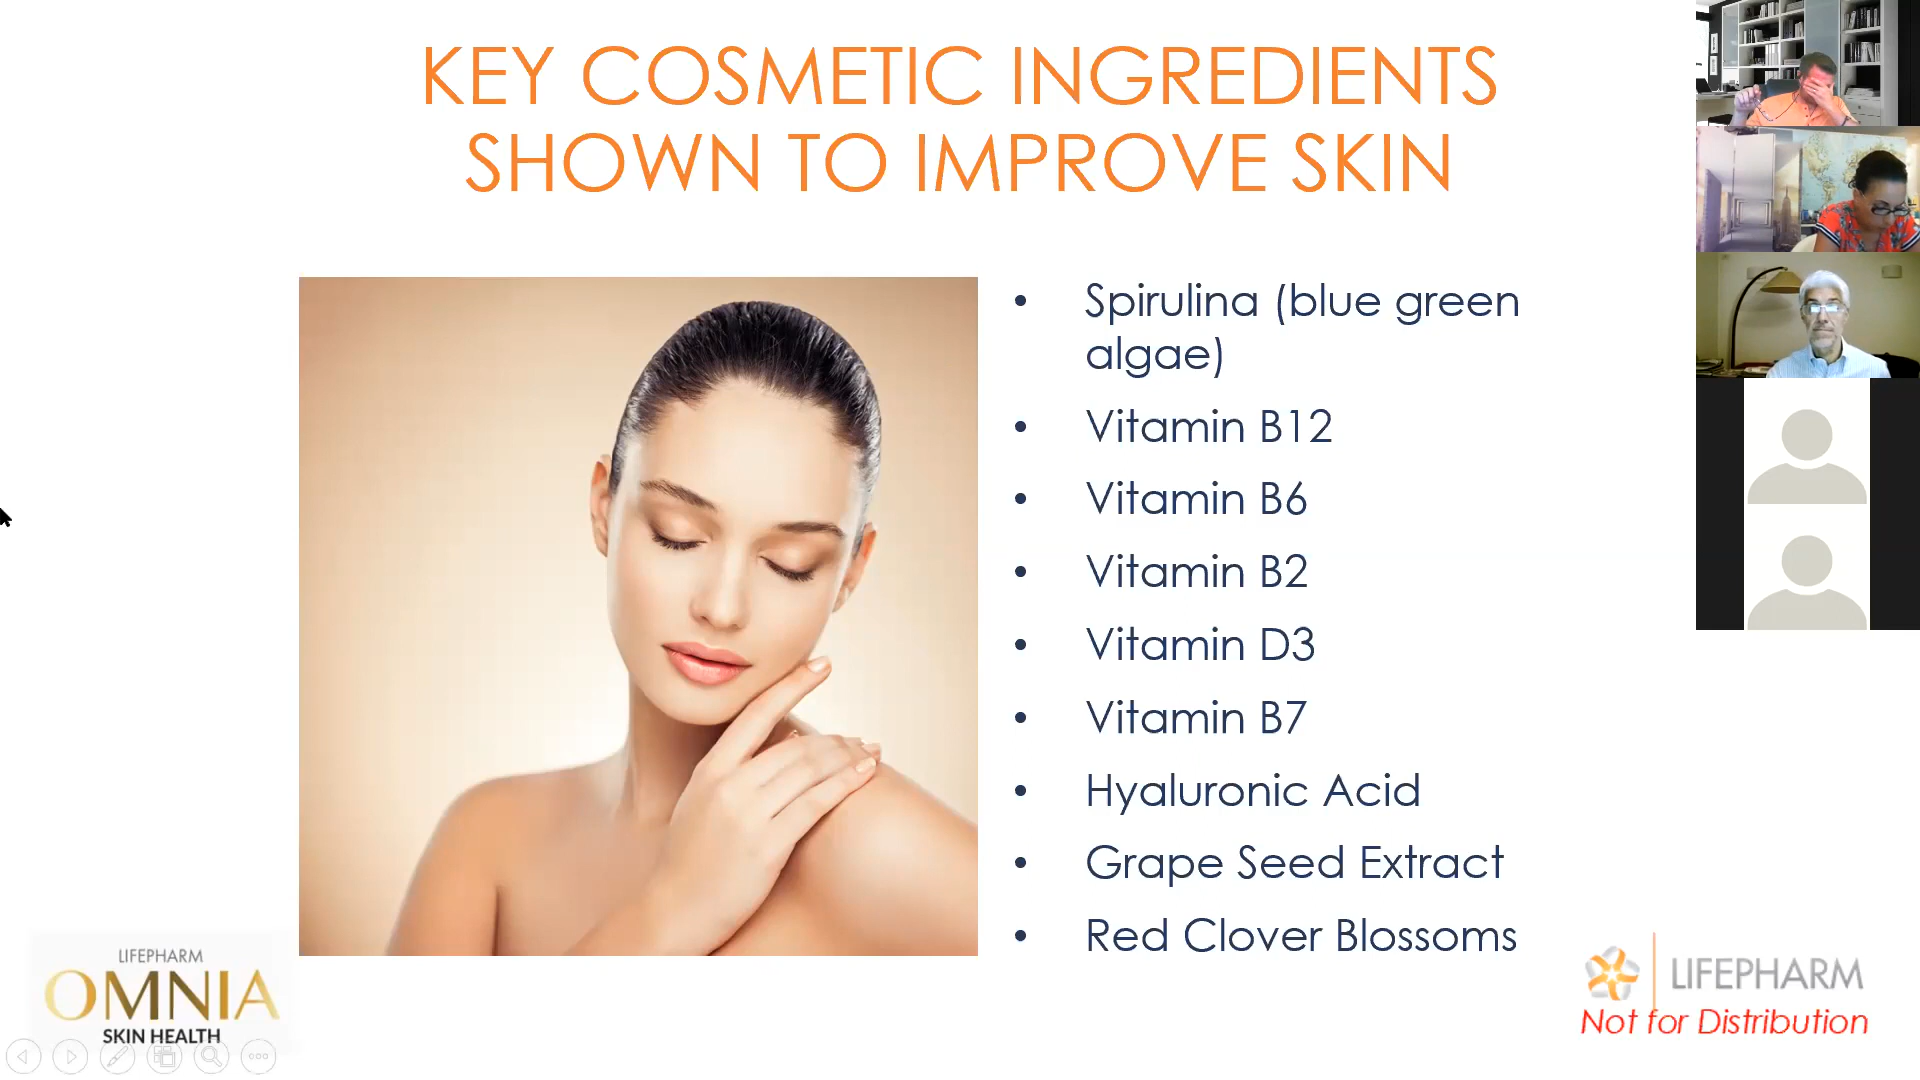 KEY COSMETIC INGREDIENTS
SHOWN TO IMPROVE SKIN
• Spirulina (blue green
algae)
• Vitamin B12
• Vitamin B6
• Vitamin B2
• Vitamin D3
• Vitamin B7
• Hyaluronic Acid
• Grape Seed Extract
• Red Clover Blossoms
LIFEPHARM
OMNIA
SKIN HEALTH
LIFEPHARM
Not for Distribution